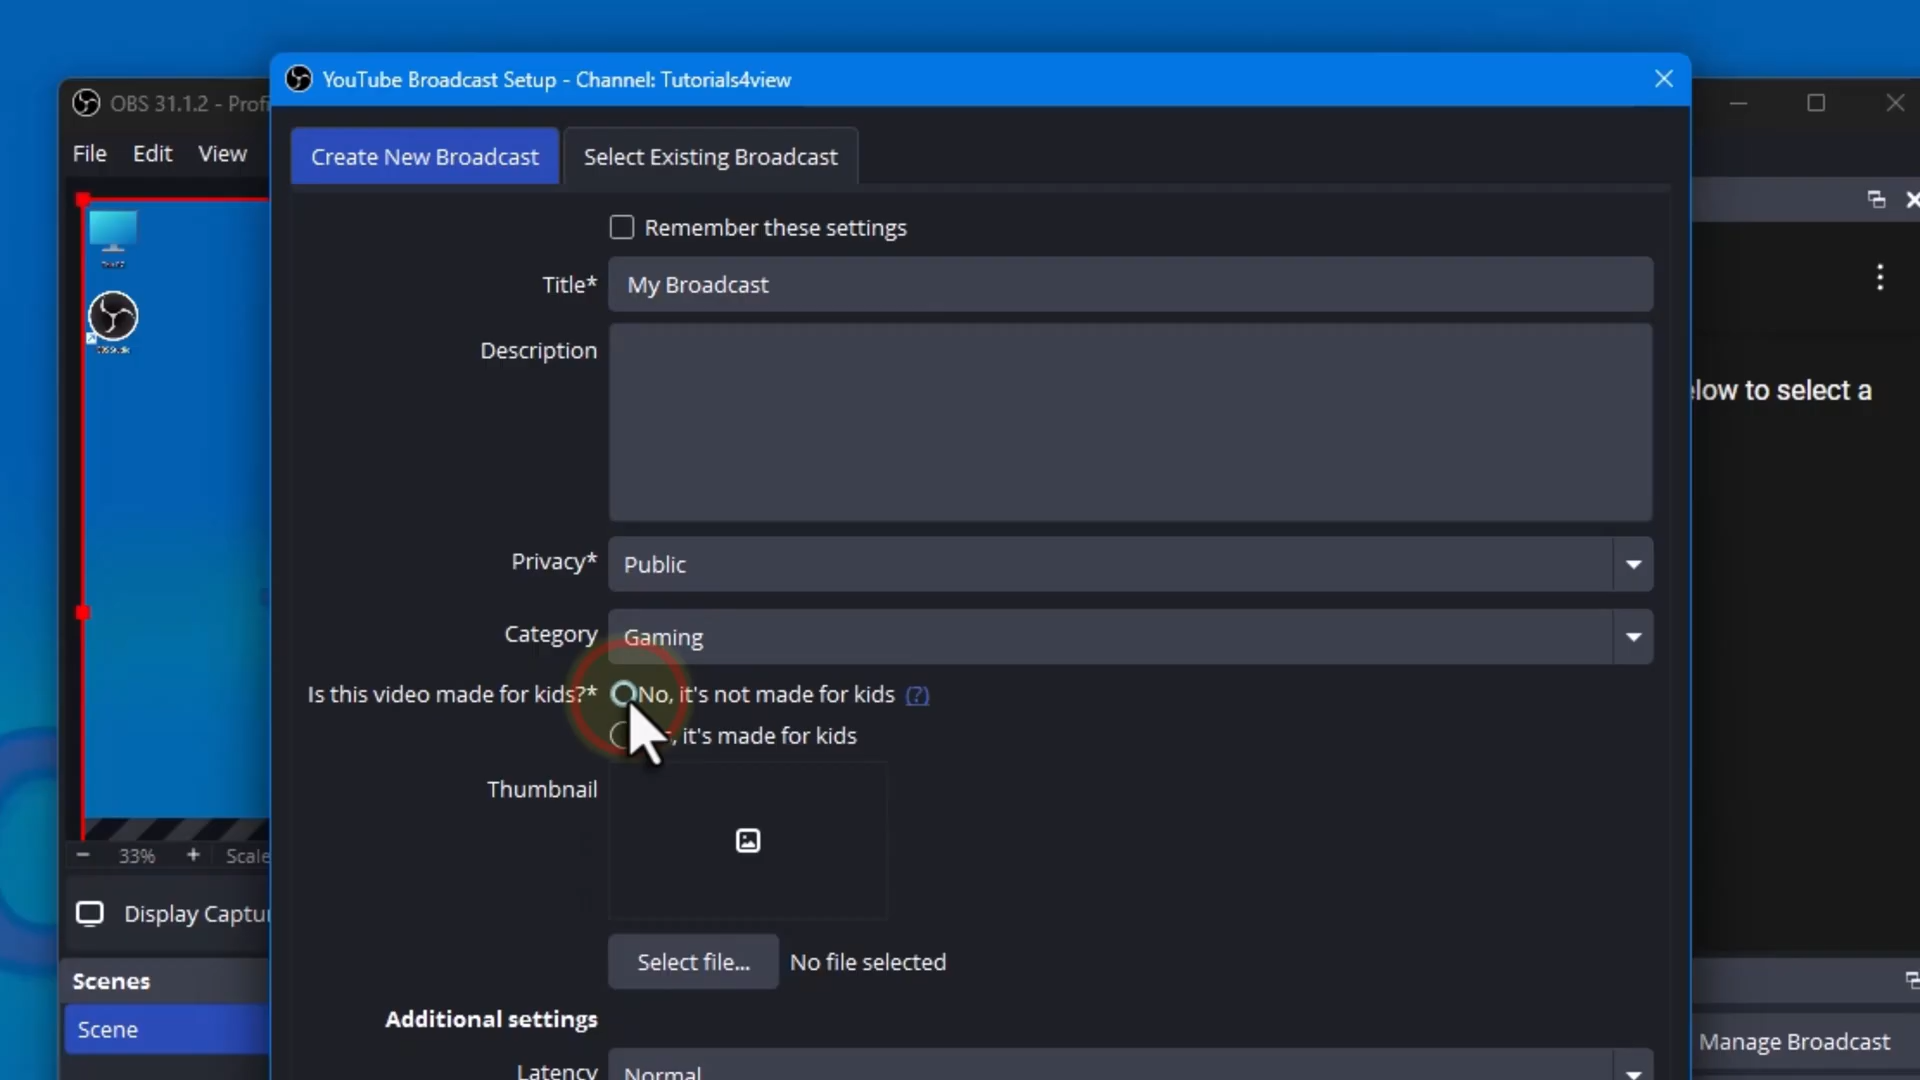 YouTube Broadcast Setup - Channel: Tutorials4view
OBS 31.1.2 - Profi
File Edit View
Create New Broadcast
Select Existing Broadcast
Remember these settings
Title* My Broadcast
Description
elow to select a
Privacy* Public
Category Gaming
Is this video made for kids?* No, it's not made for kids (?)
, it's made for kids
Thumbnail
33% Scale
Display Captur
Select file... No file selected
Scenes
Additional settings
Scene
Manage Broadcast
Latency Normal